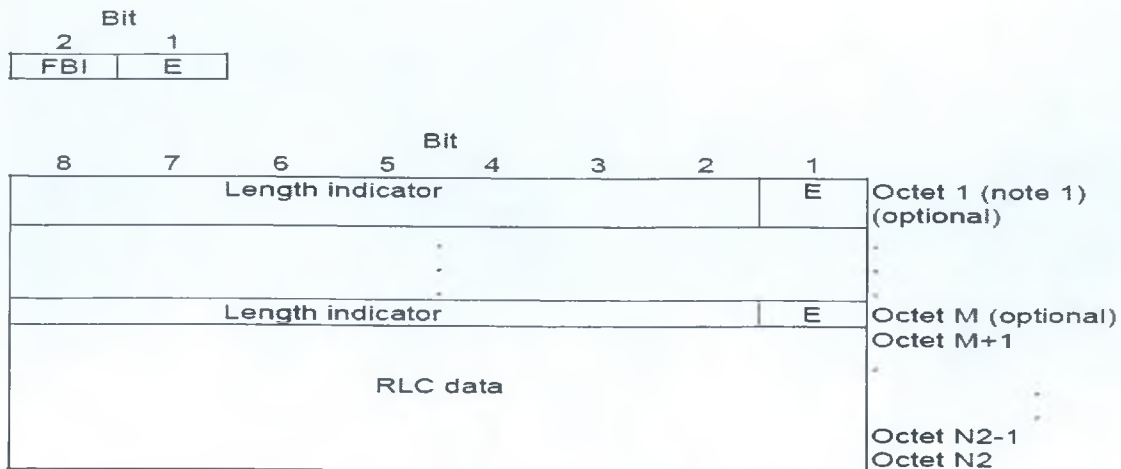 Bit
2 1
FBI E
Bit
8 7 6 5 4 3 2 1
Length indicator E Octet 1 (note 1)
(optional)
Length indicator E Octet M (optional)
Octet M+1
RLC data
Octet N2-1
Octet N2